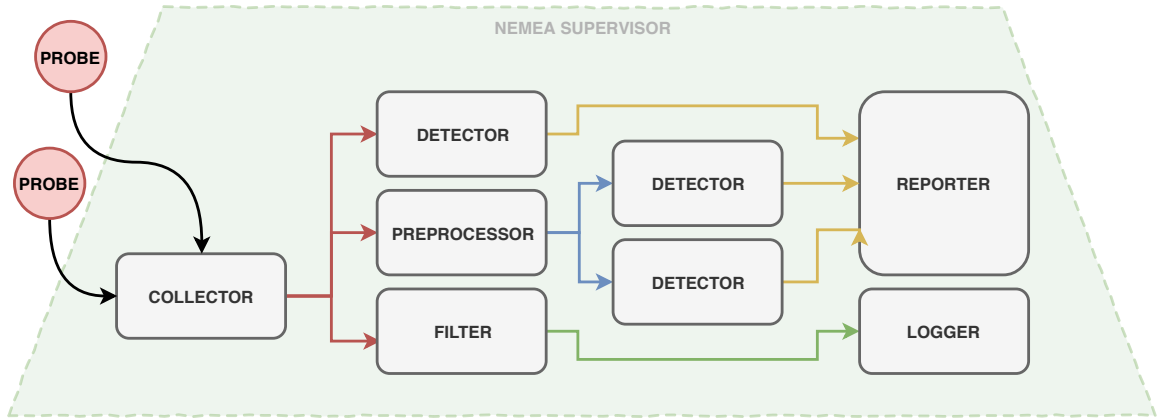 NEMEA SUPERVISOR
PROBE
PROBE
COLLECTOR
DETECTOR
PREPROCESSOR
FILTER
DETECTOR
DETECTOR
REPORTER
LOGGER